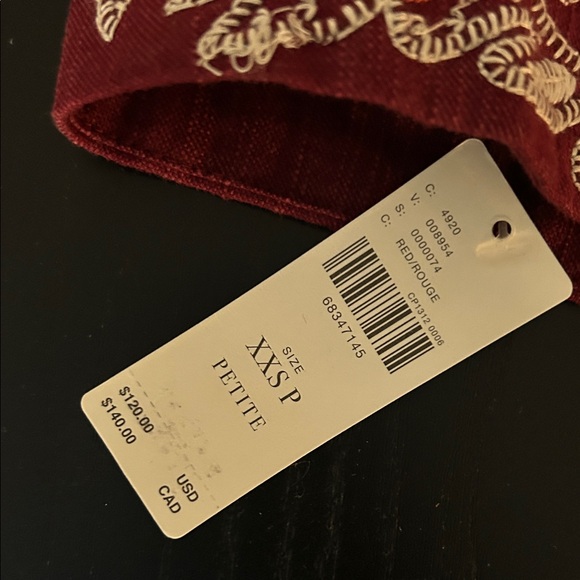 C: 4920
V: 008954
S: 0000074
C: RED/ROUGE
CP1312 0006
68347145
SIZE
XXS P
PETITE
$120.00 USD
$140.00 CAD